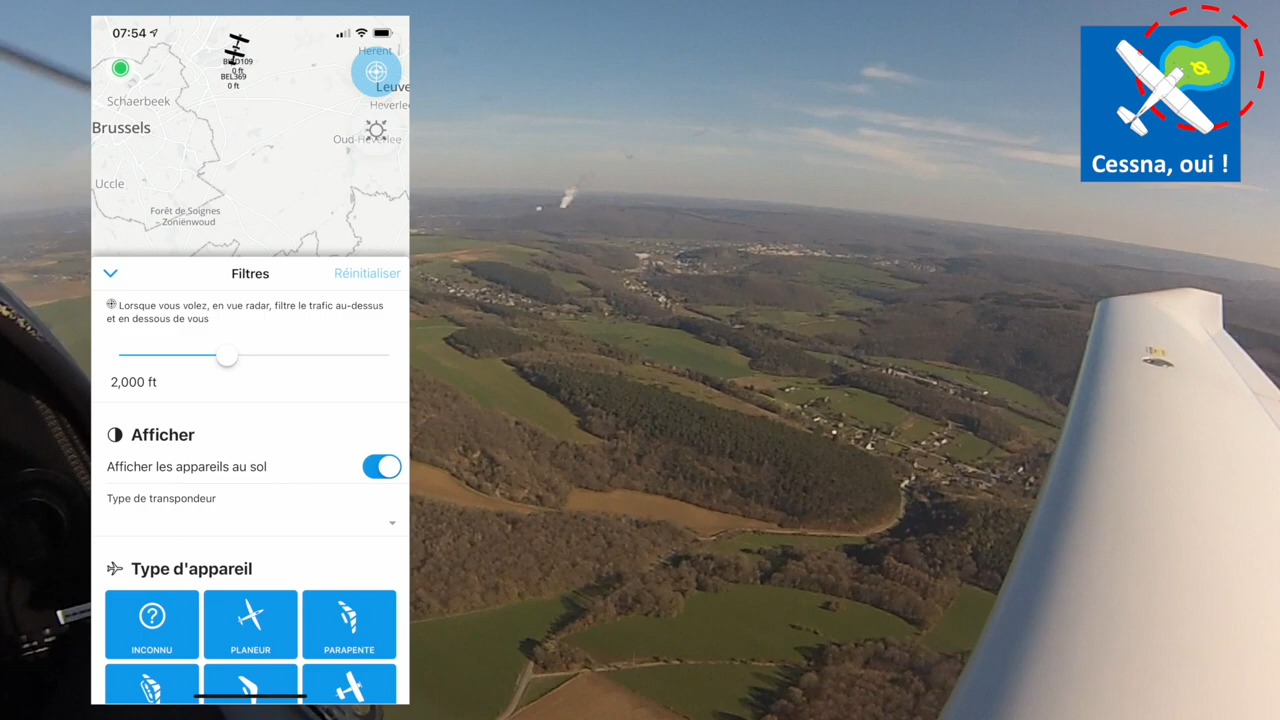 07:54
0 ft
BEL369
0 ft
Herent
Leuve
Heverlee
Schaerbeek
Brussels
Oud-Heverlee
Uccle
Forêt de Soignes
– Zoniënwoud
Filtres
Réinitialiser
Lorsque vous volez, en vue radar, filtre le trafic au-dessus
et en dessous de vous
2,000 ft
Afficher
Afficher les appareils au sol
Type de transpondeur
Type d'appareil
INCONNU
PLANEUR
PARAPENTE
Cessna, oui !